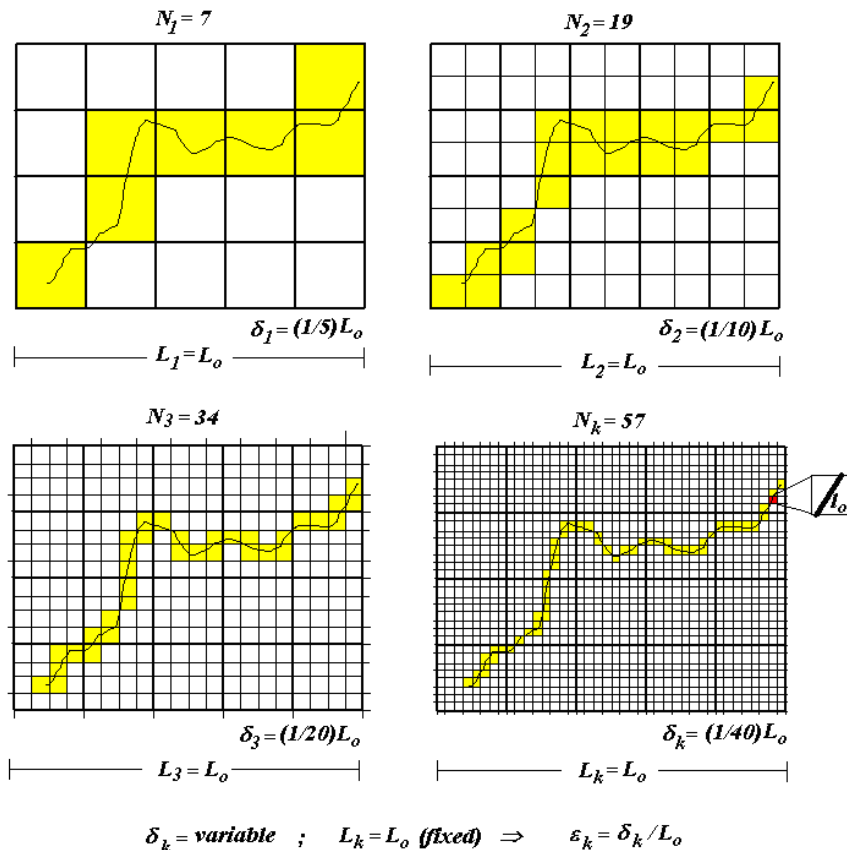 N₁ = 7
N₂ = 19
δ₁ = (1/5)Lₒ
δ₂ = (1/10)Lₒ
L₁ = Lₒ
L₂ = Lₒ
N₃ = 34
Nₖ = 57
lₒ
δ₃ = (1/20)Lₒ
δₖ = (1/40)Lₒ
L₃ = Lₒ
Lₖ = Lₒ
δₖ = variable ; Lₖ = Lₒ (fixed) ⇒ εₖ = δₖ / Lₒ